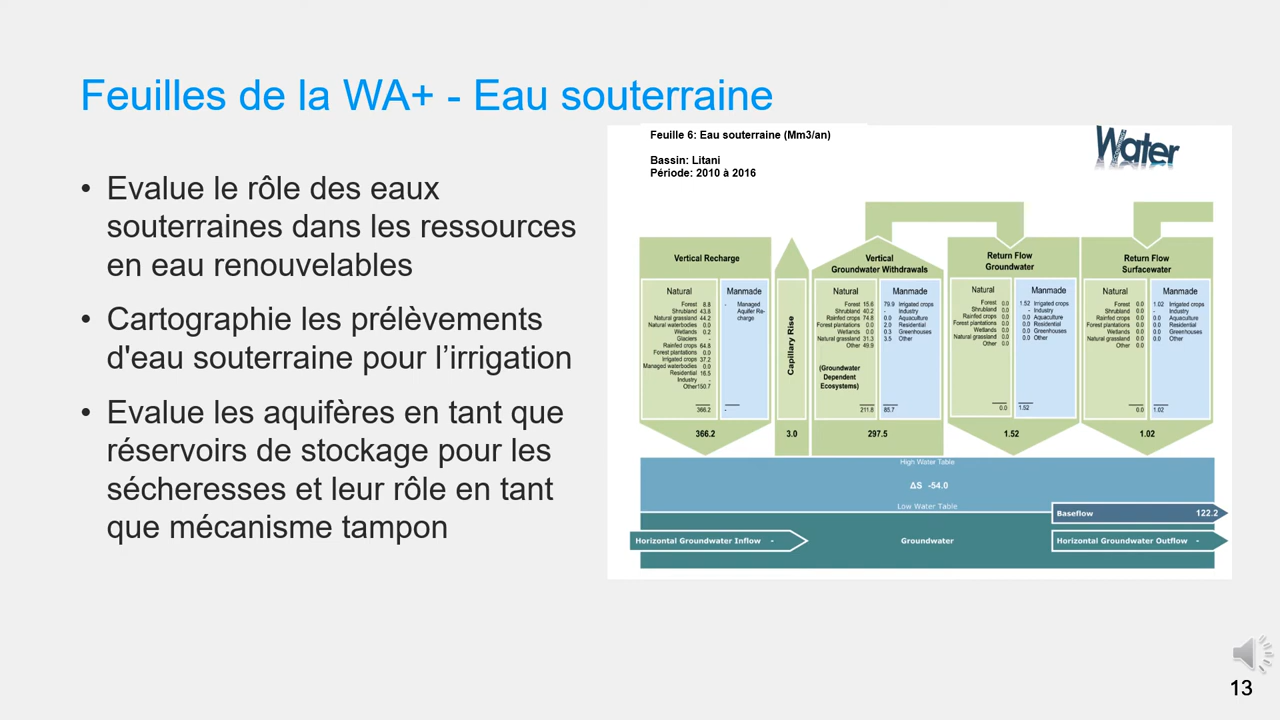 Feuilles de la WA+ - Eau souterraine
• Evalue le rôle des eaux
souterraines dans les ressources
en eau renouvelables
• Cartographie les prélèvements
d'eau souterraine pour l’irrigation
• Evalue les aquifères en tant que
réservoirs de stockage pour les
sécheresses et leur rôle en tant
que mécanisme tampon
Feuille 6: Eau souterraine (Mm3/an)
Bassin: Litani
Période: 2010 à 2016
Water
Vertical Recharge
Natural
Forest 8.8
Shrubland 43.8
Natural grassland 44.2
Natural waterbodies 0.0
Wetlands 0.2
Glaciers -
Rainfed crops 64.8
Forest plantations 0.0
Irrigated crops 37.2
Managed waterbodies 0.0
Residential 16.5
Industry -
Other 150.7
366.2
Manmade
- Managed
Aquifer Re-
charge
-
366.2
Capillary Rise
3.0
Vertical
Groundwater Withdrawals
Natural
Forest 15.6
Shrubland 40.2
Rainfed crops 74.8
Forest plantations 0.0
Wetlands 0.0
Natural grassland 31.3
Other 49.9
(Groundwater
Dependent
Ecosystems)
211.8
Manmade
79.9 Irrigated crops
- Industry
0.0 Aquaculture
2.0 Residential
0.3 Greenhouses
3.5 Other
85.7
297.5
Return Flow
Groundwater
Natural
Forest 0.0
Shrubland 0.0
Rainfed crops 0.0
Forest plantations 0.0
Wetlands 0.0
Natural grassland 0.0
Other 0.0
0.0
Manmade
1.52 Irrigated crops
- Industry
0.0 Aquaculture
0.0 Residential
0.0 Greenhouses
0.0 Other
1.52
1.52
Return Flow
Surfacewater
Natural
Forest 0.0
Shrubland 0.0
Rainfed crops 0.0
Forest plantations 0.0
Wetlands 0.0
Natural grassland 0.0
Other 0.0
0.0
Manmade
1.02 Irrigated crops
- Industry
0.0 Aquaculture
0.0 Residential
0.0 Greenhouses
0.0 Other
1.02
1.02
High Water Table
ΔS -54.0
Low Water Table
Baseflow 122.2
Horizontal Groundwater Inflow -
Groundwater
Horizontal Groundwater Outflow -
13